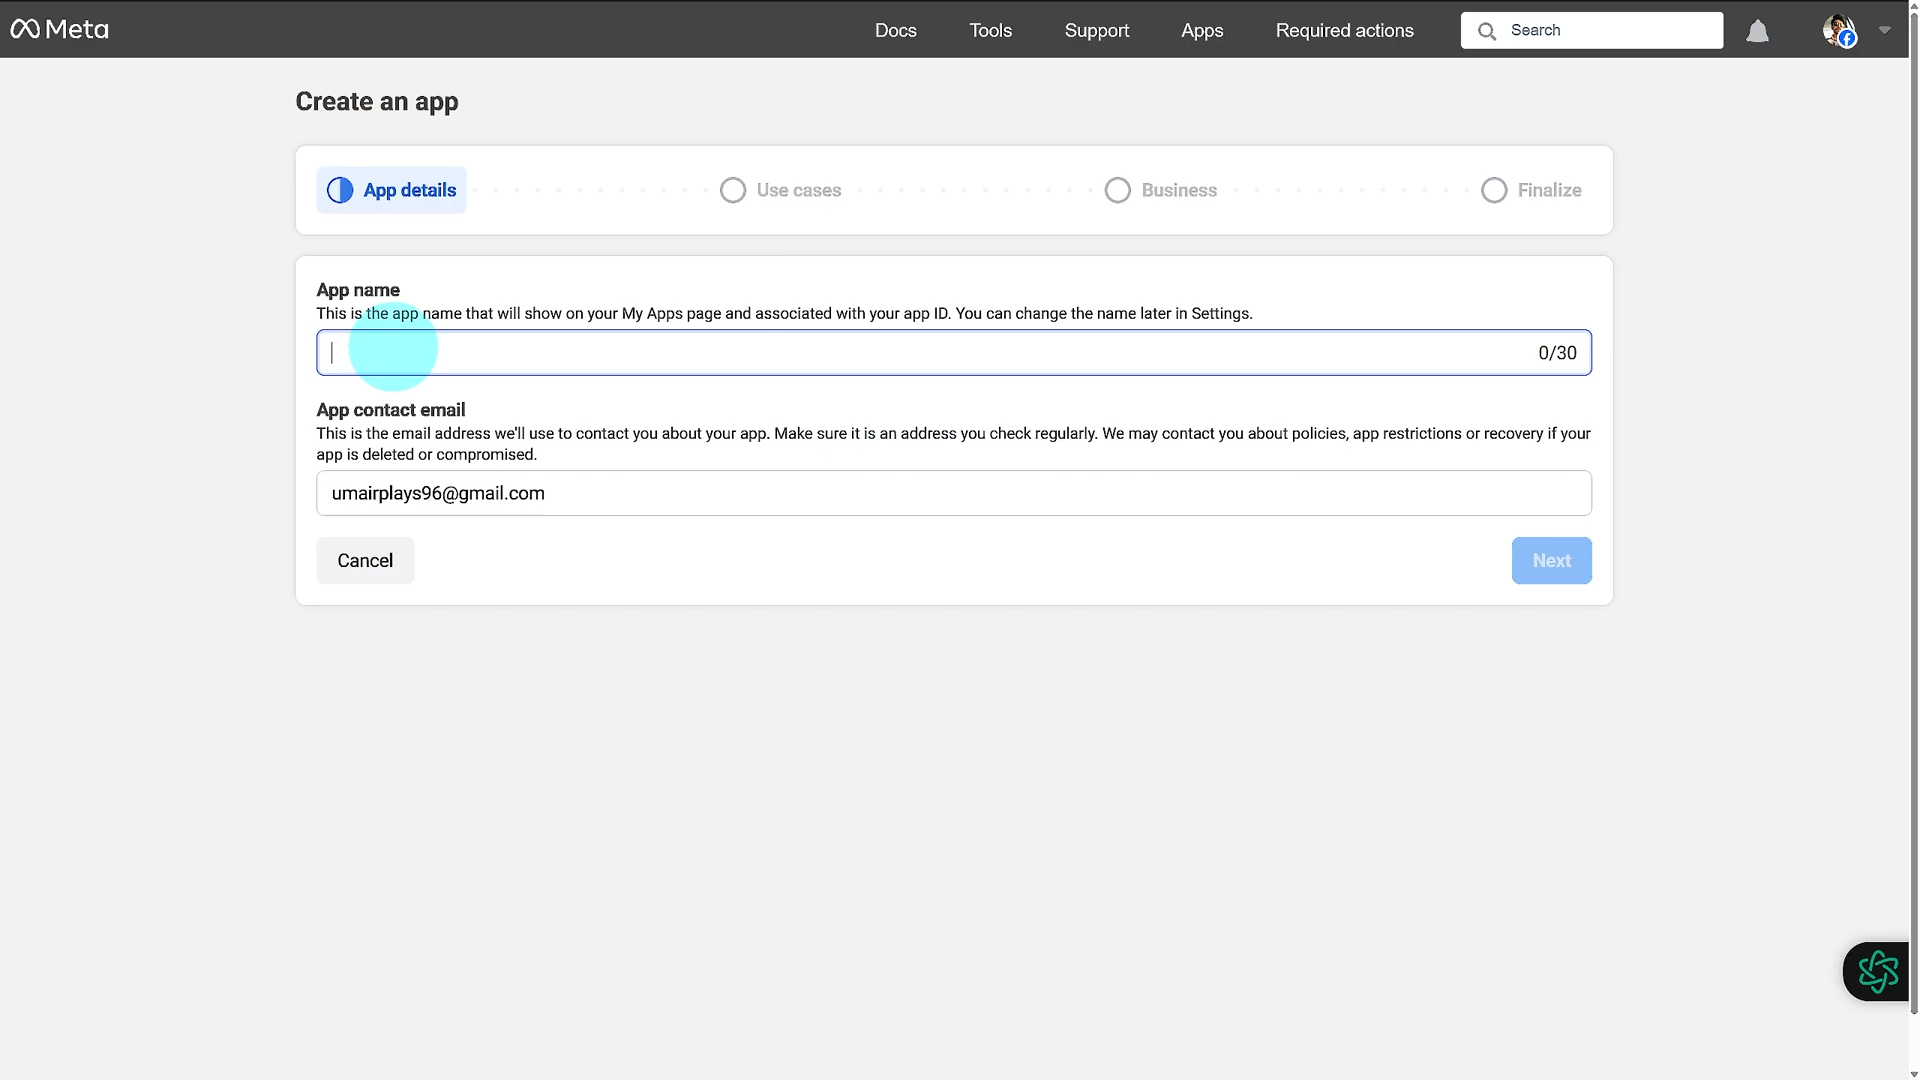 Meta
Docs
Tools
Support
Apps
Required actions
Search
Create an app
App details
Use cases
Business
Finalize
App name
This is the app name that will show on your My Apps page and associated with your app ID. You can change the name later in Settings.
0/30
App contact email
This is the email address we'll use to contact you about your app. Make sure it is an address you check regularly. We may contact you about policies, app restrictions or recovery if your
app is deleted or compromised.
umairplays96@gmail.com
Cancel
Next